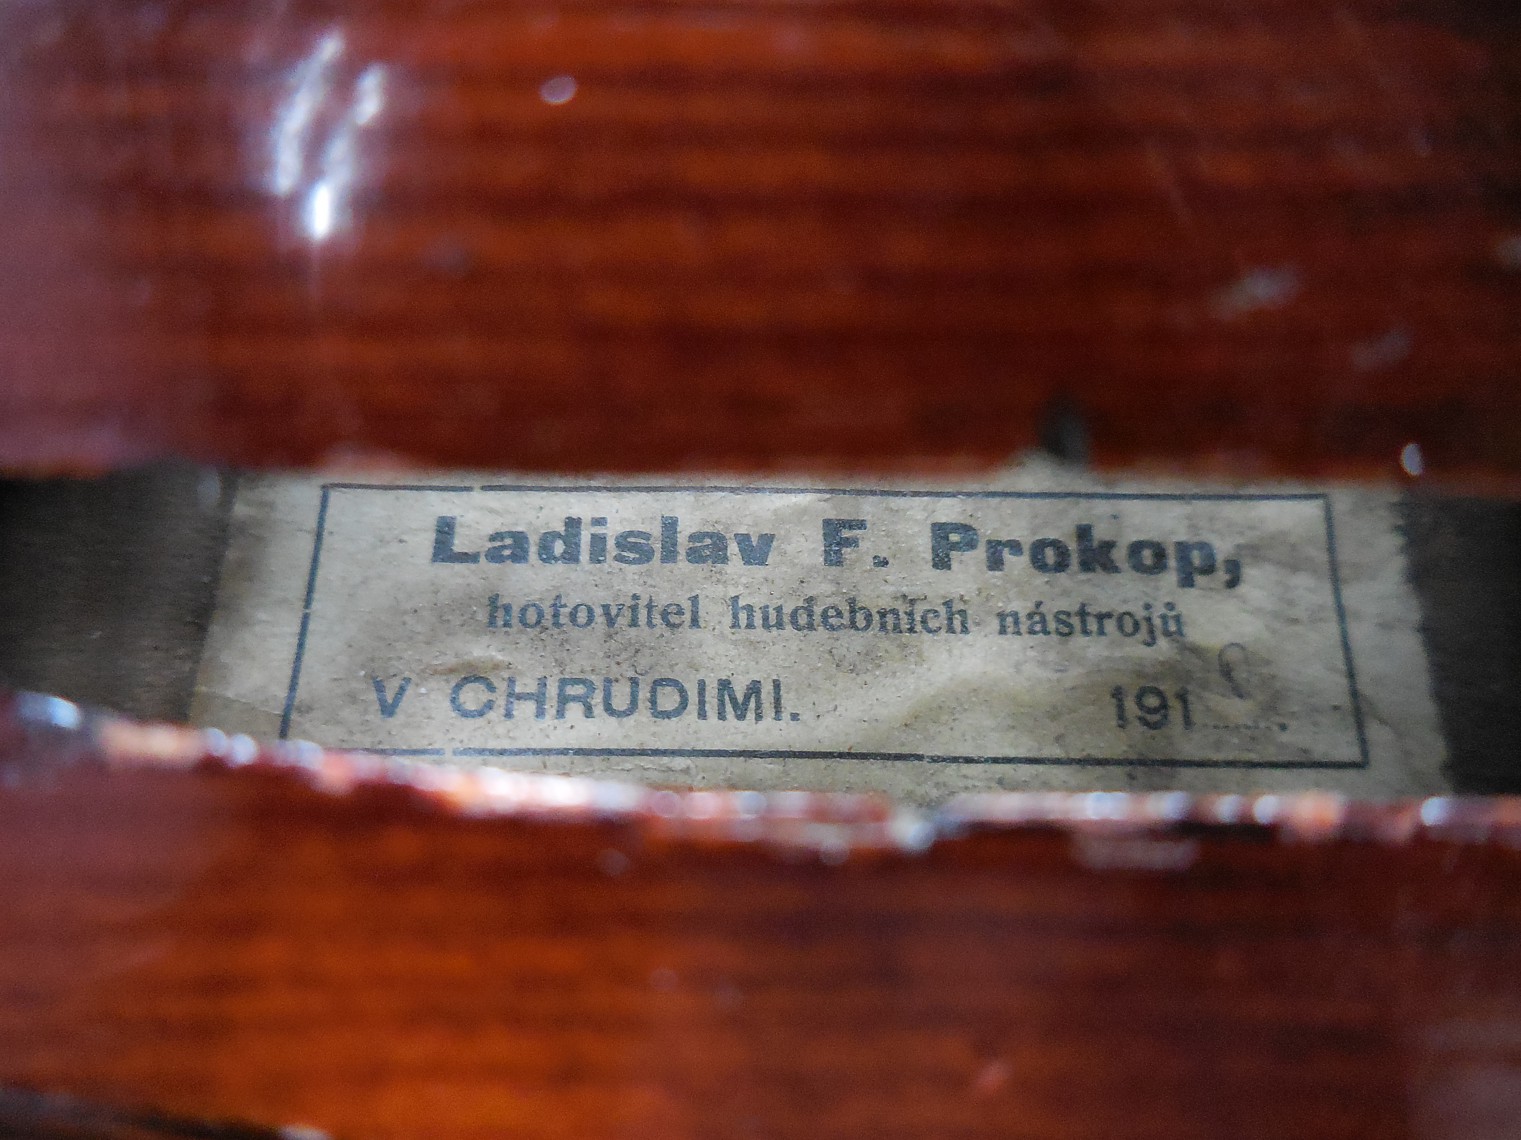 Ladislav F. Prokop,
hotovitel hudebních nástrojů
V CHRUDIMI. 191